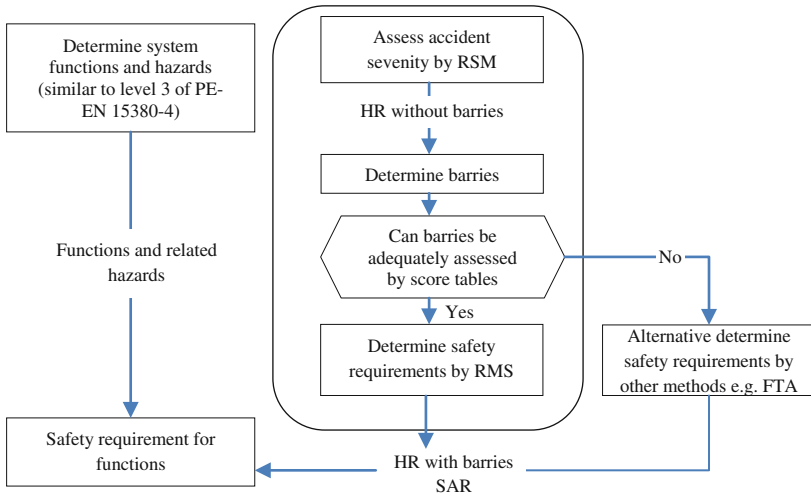 Determine system
functions and hazards
(similar to level 3 of PE-
EN 15380-4)
Functions and related
hazards
Safety requirement for
functions
Assess accident
severity by RSM
HR without barries
Determine barries
Can barries be
adequately assessed
by score tables
Yes
No
Determine safety
requirements by RMS
Alternative determine
safety requirements by
other methods e.g. FTA
HR with barries
SAR